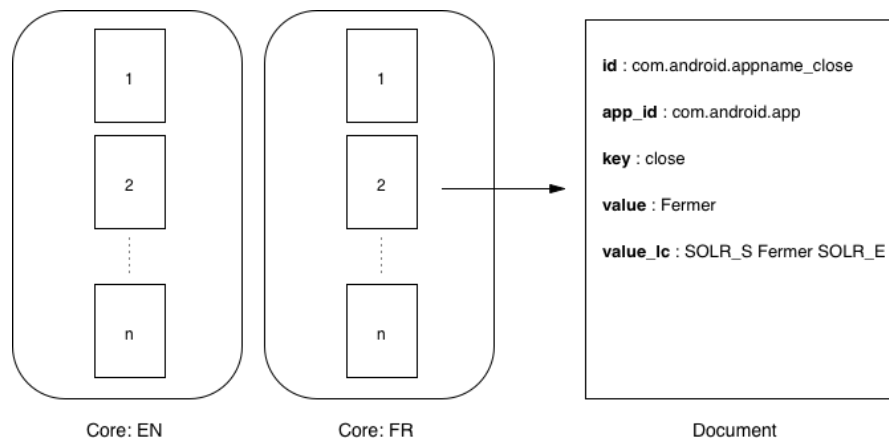 1
2
n
Core: EN
1
2
n
Core: FR
id : com.android.appname_close
app_id : com.android.app
key : close
value : Fermer
value_lc : SOLR_S Fermer SOLR_E
Document